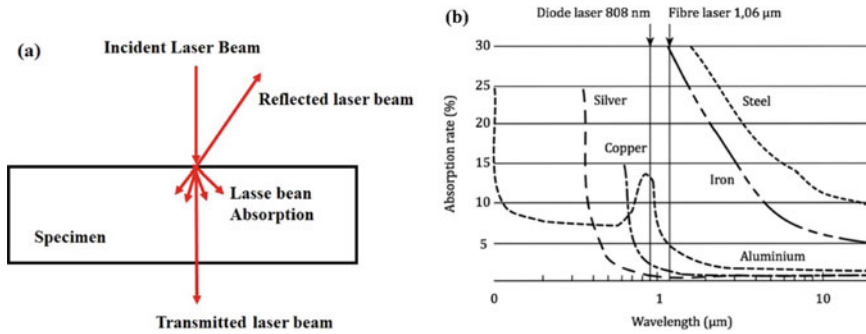 (a)
Incident Laser Beam
Reflected laser beam
Lasse bean
Absorption
Specimen
Transmitted laser beam
(b)
Diode laser 808 nm
Fibre laser 1,06 μm
Absorption rate (%)
30
25
20
15
10
5
0
1
10
Wavelength (μm)
Silver
Steel
Copper
Iron
Aluminium